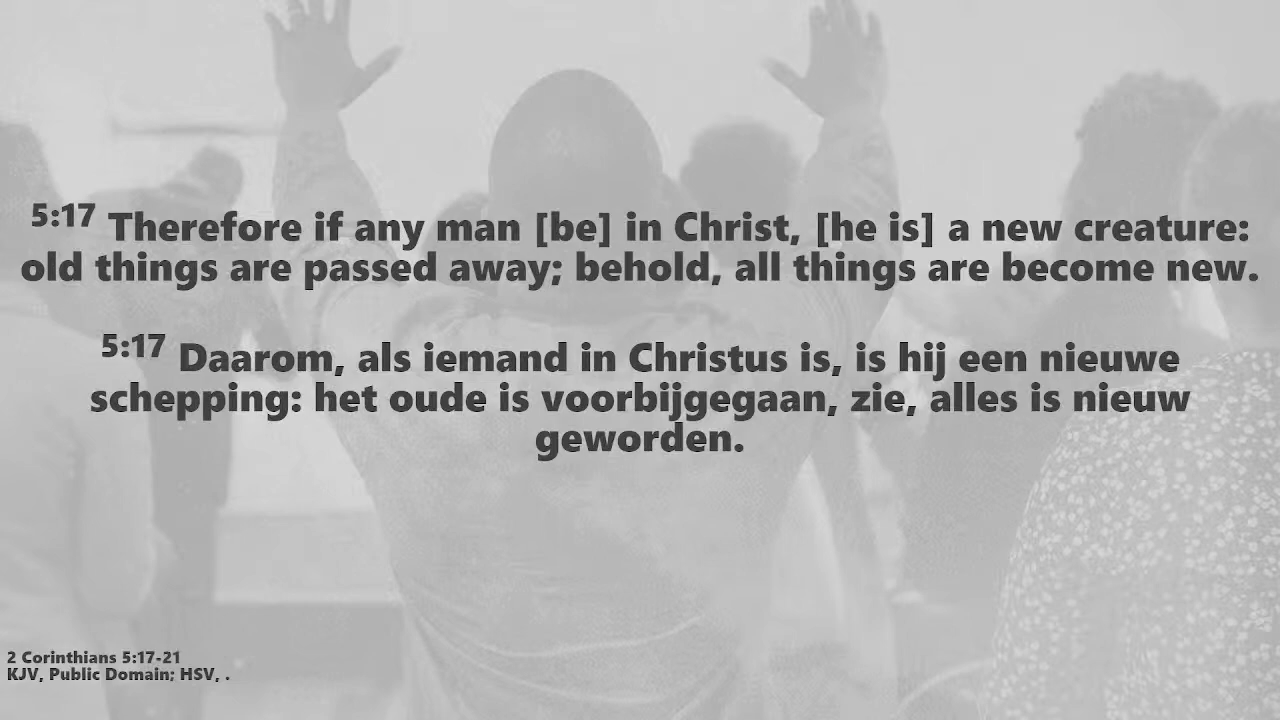 5:17 Therefore if any man [be] in Christ, [he is] a new creature:
old things are passed away; behold, all things are become new.
5:17 Daarom, als iemand in Christus is, is hij een nieuwe
schepping: het oude is voorbijgegaan, zie, alles is nieuw
geworden.
2 Corinthians 5:17-21
KJV, Public Domain; HSV, .